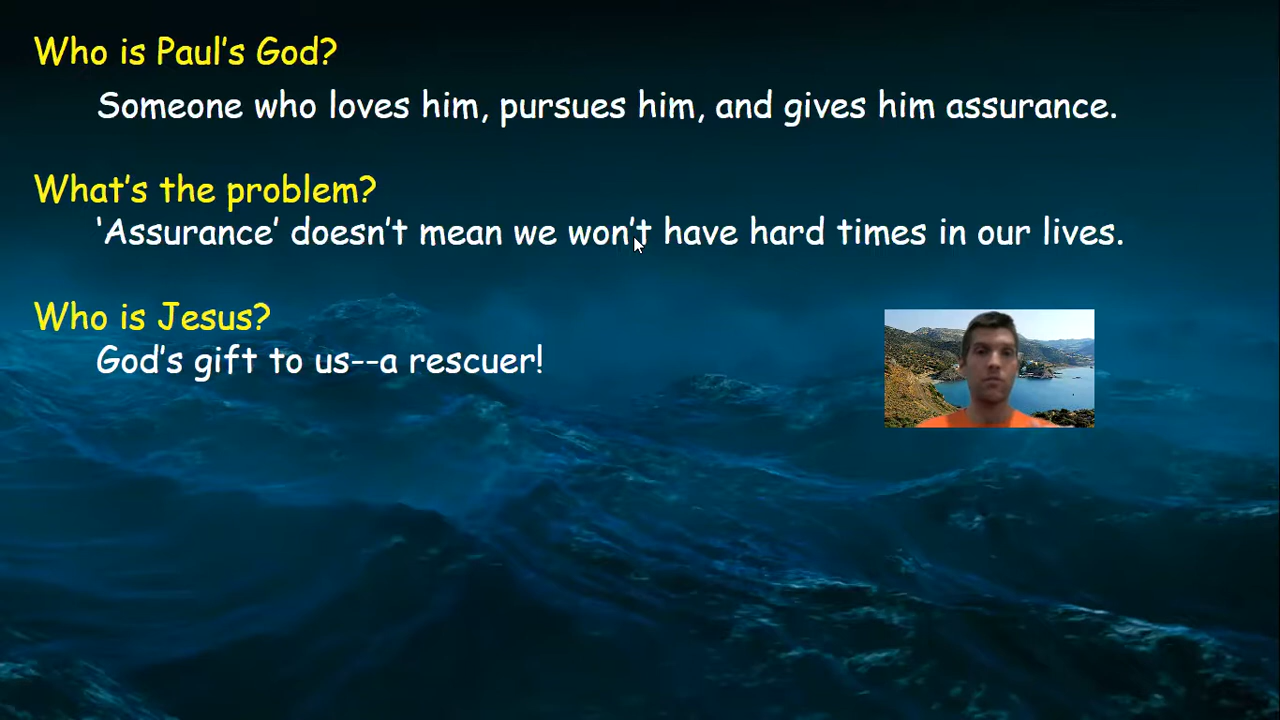 Who is Paul's God?
Someone who loves him, pursues him, and gives him assurance.
What's the problem?
'Assurance' doesn't mean we won't have hard times in our lives.
Who is Jesus?
God's gift to us--a rescuer!